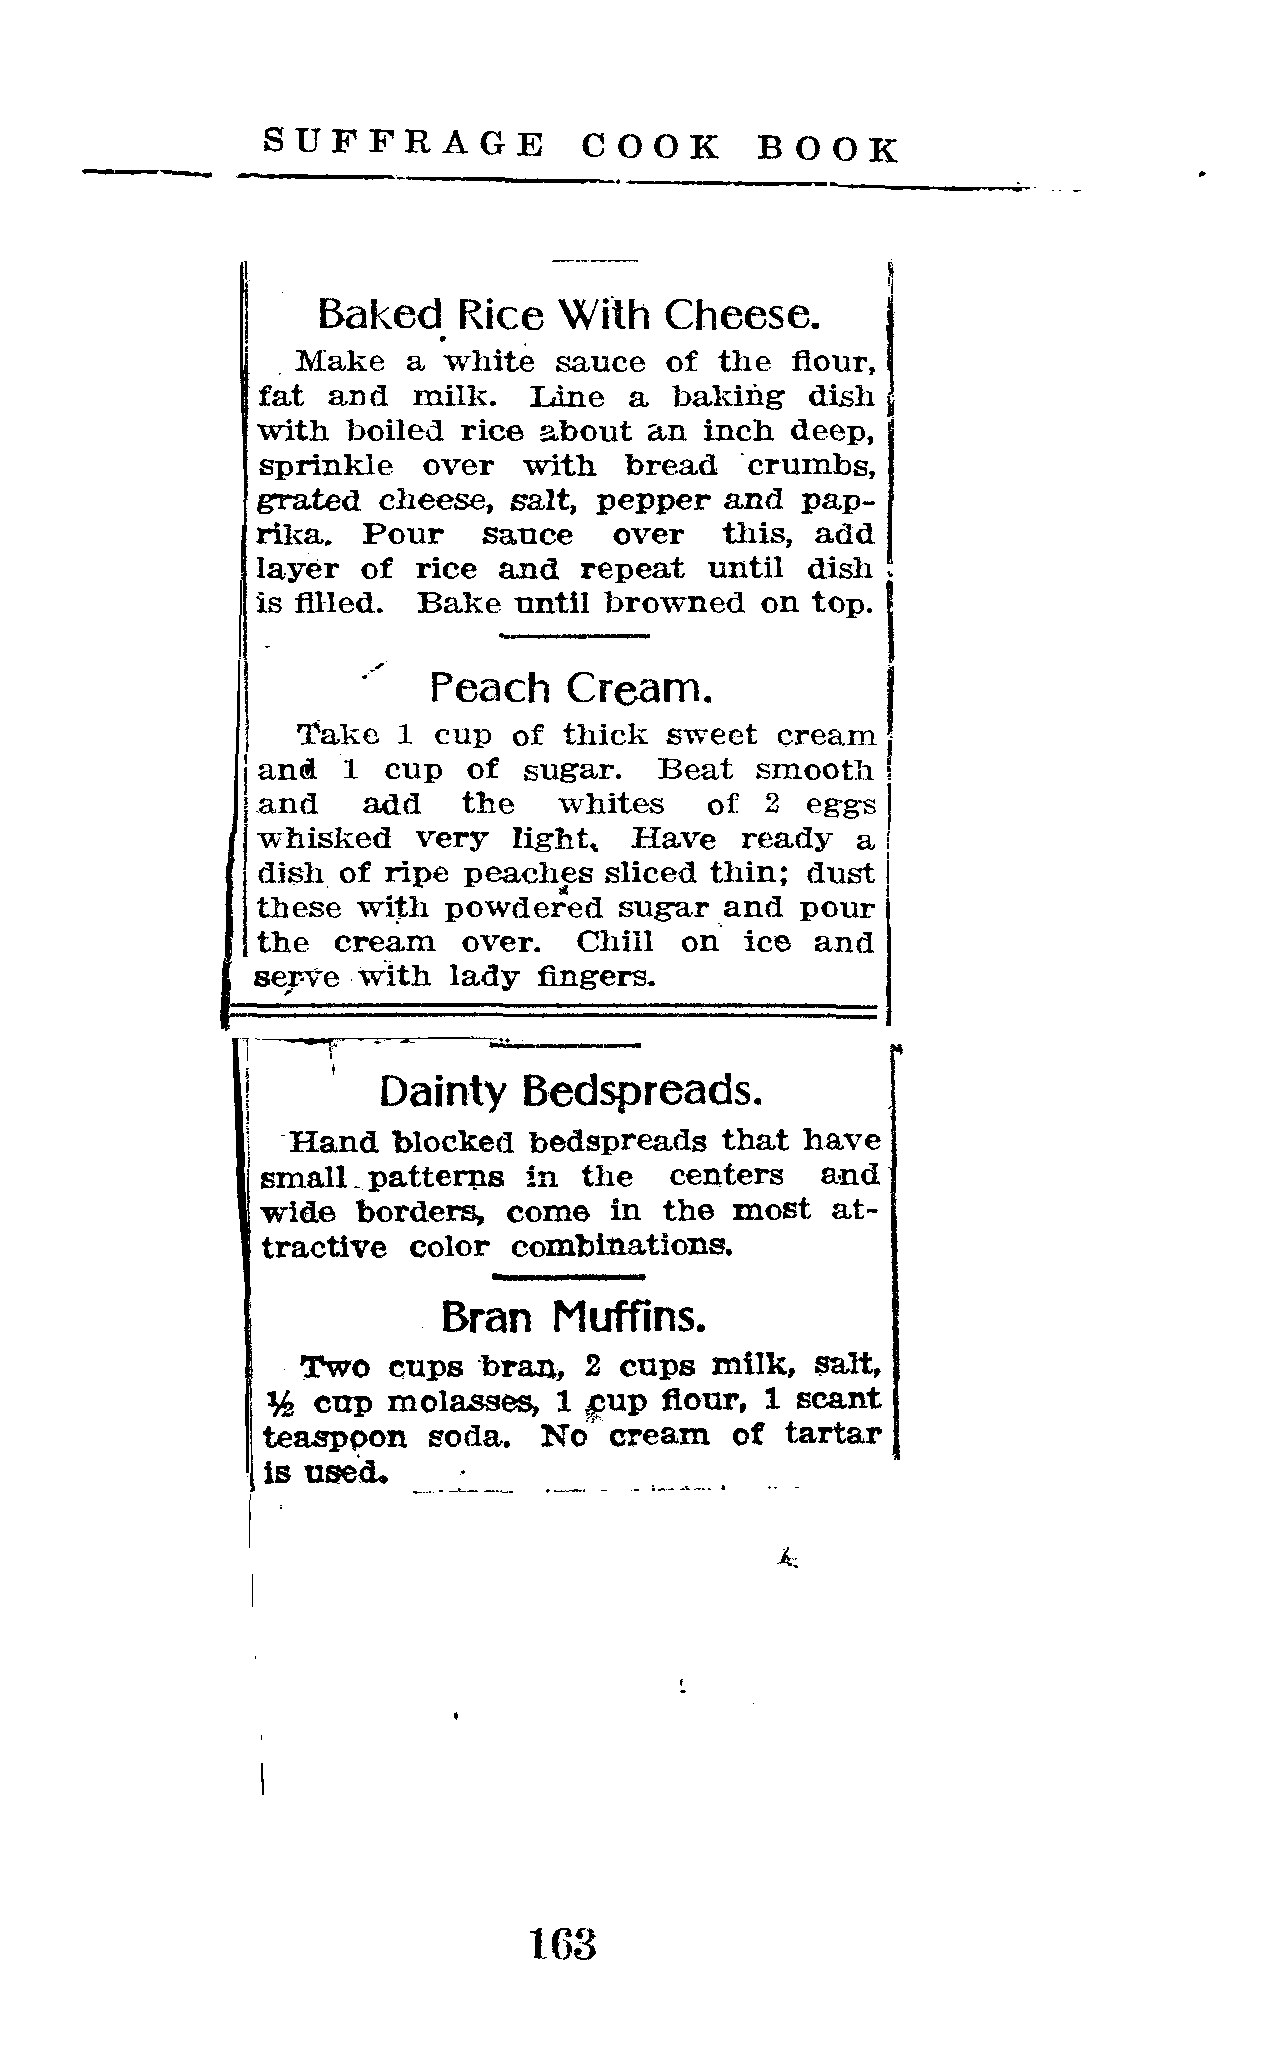 SUFFRAGE COOK BOOK
Baked Rice With Cheese.
Make a white sauce of the flour,
fat and milk. Line a baking dish
with boiled rice about an inch deep,
sprinkle over with bread crumbs,
grated cheese, salt, pepper and pap-
rika. Pour sauce over this, add
layer of rice and repeat until dish
is filled. Bake until browned on top.
Peach Cream.
Take 1 cup of thick sweet cream
and 1 cup of sugar. Beat smooth
and add the whites of 2 eggs
whisked very light. Have ready a
dish of ripe peaches sliced thin; dust
these with powdered sugar and pour
the cream over. Chill on ice and
serve with lady fingers.
Dainty Bedspreads.
Hand blocked bedspreads that have
small patterns in the centers and
wide borders, come in the most at-
tractive color combinations.
Bran Muffins.
Two cups bran, 2 cups milk, salt,
½ cup molasses, 1 cup flour, 1 scant
teaspoon soda. No cream of tartar
is used.
163